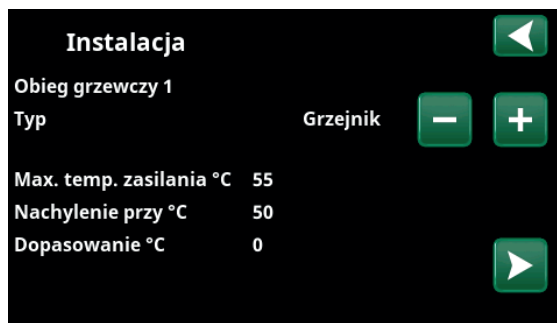 Instalacja
Obieg grzewczy 1
Typ Grzejnik
Max. temp. zasilania °C 55
Nachylenie przy °C 50
Dopasowanie °C 0